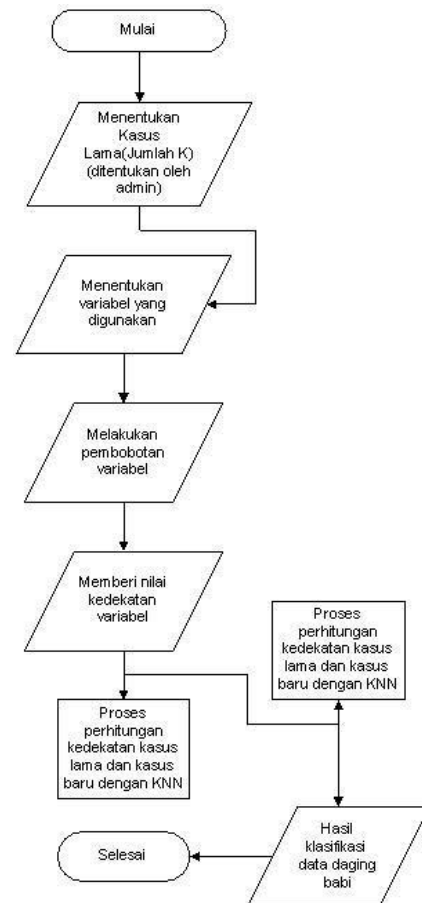 Mulai
Menentukan
Kasus
Lama(Jumlah K)
(ditentukan oleh
admin)
Menentukan
variabel yang
digunakan
Melakukan
pembobotan
variabel
Memberi nilai
kedekatan
variabel
Proses
perhitungan
kedekatan kasus
lama dan kasus
baru dengan KNN
Proses
perhitungan
kedekatan kasus
lama dan kasus
baru dengan KNN
Hasil
klasifikasi
data daging
babi
Selesai